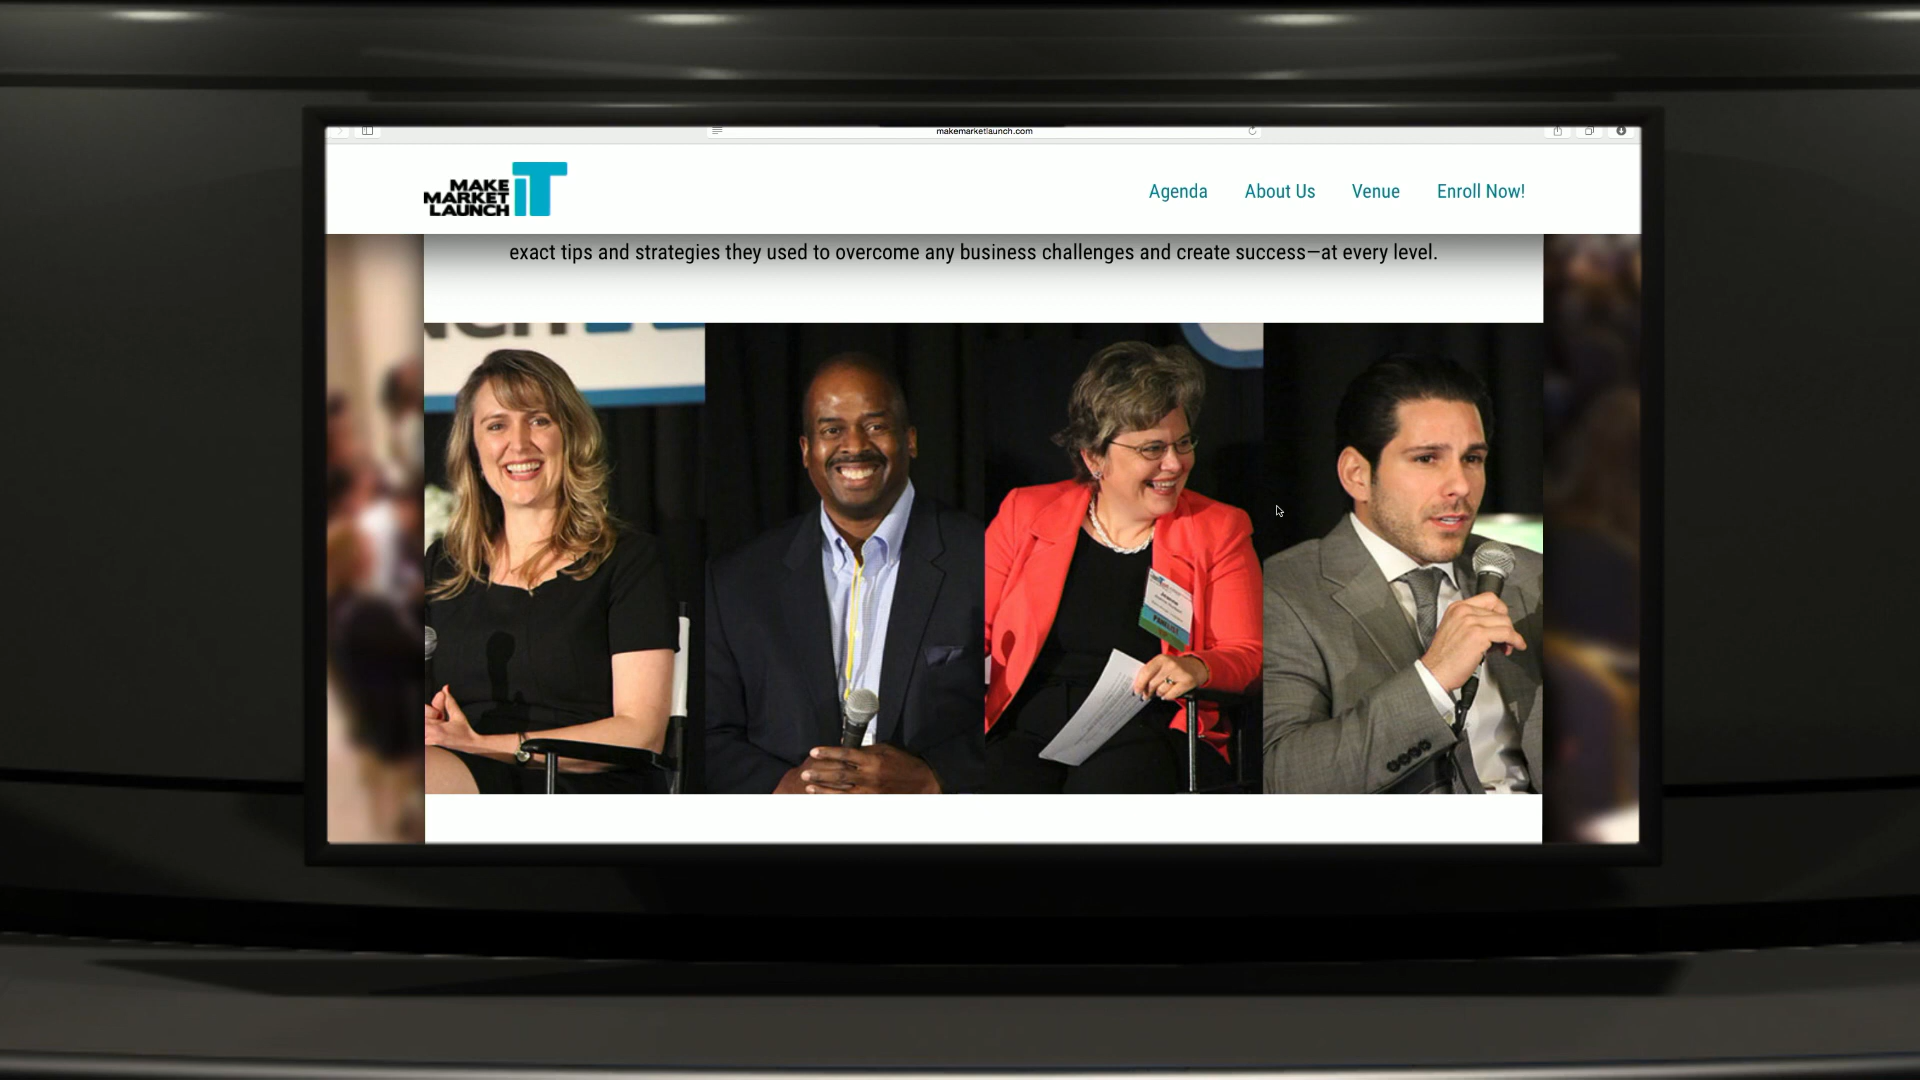 makemarketlaunch.com
MAKE
MARKET
LAUNCH
iT
Agenda
About Us
Venue
Enroll Now!
exact tips and strategies they used to overcome any business challenges and create success—at every level.
PANELIST